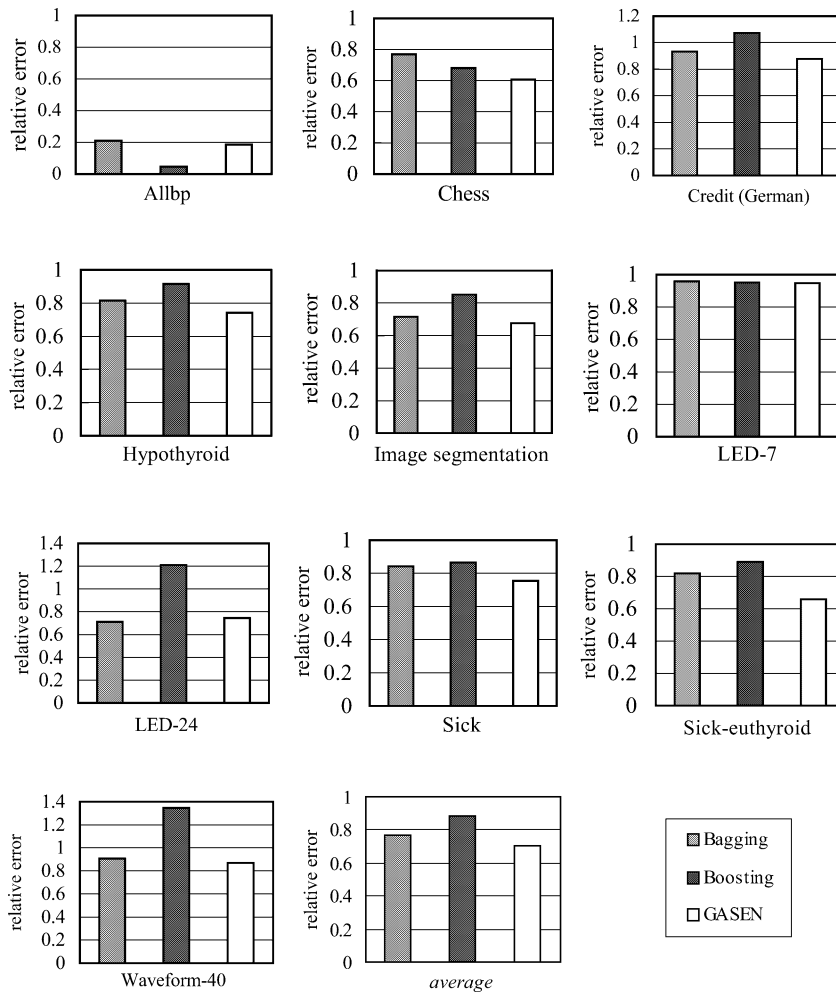 relative error
1
0.8
0.6
0.4
0.2
0
Allbp
relative error
1
0.8
0.6
0.4
0.2
0
Chess
relative error
1.2
1
0.8
0.6
0.4
0.2
0
Credit (German)
relative error
1
0.8
0.6
0.4
0.2
0
Hypothyroid
relative error
1
0.8
0.6
0.4
0.2
0
Image segmentation
relative error
1
0.8
0.6
0.4
0.2
0
LED-7
relative error
1.4
1.2
1
0.8
0.6
0.4
0.2
0
LED-24
relative error
1
0.8
0.6
0.4
0.2
0
Sick
relative error
1
0.8
0.6
0.4
0.2
0
Sick-euthyroid
relative error
1.4
1.2
1
0.8
0.6
0.4
0.2
0
Waveform-40
relative error
1
0.8
0.6
0.4
0.2
0
average
Bagging
Boosting
GASEN